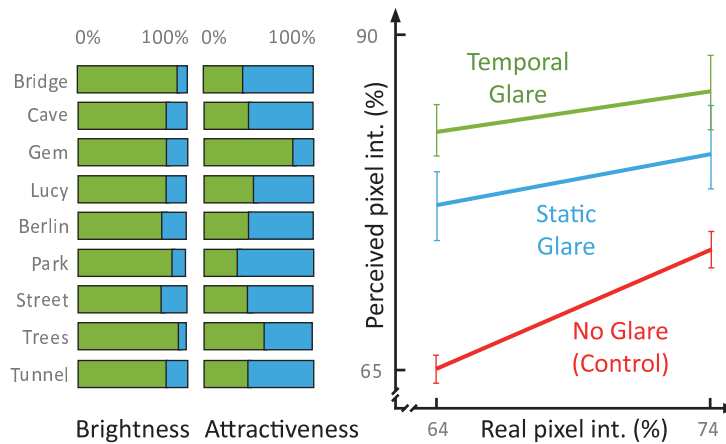 0% 100% 0% 100%
Bridge
Cave
Gem
Lucy
Berlin
Park
Street
Trees
Tunnel
Brightness Attractiveness
Perceived pixel int. (%)
90
65
Temporal
Glare
Static
Glare
No Glare
(Control)
64 Real pixel int. (%) 74